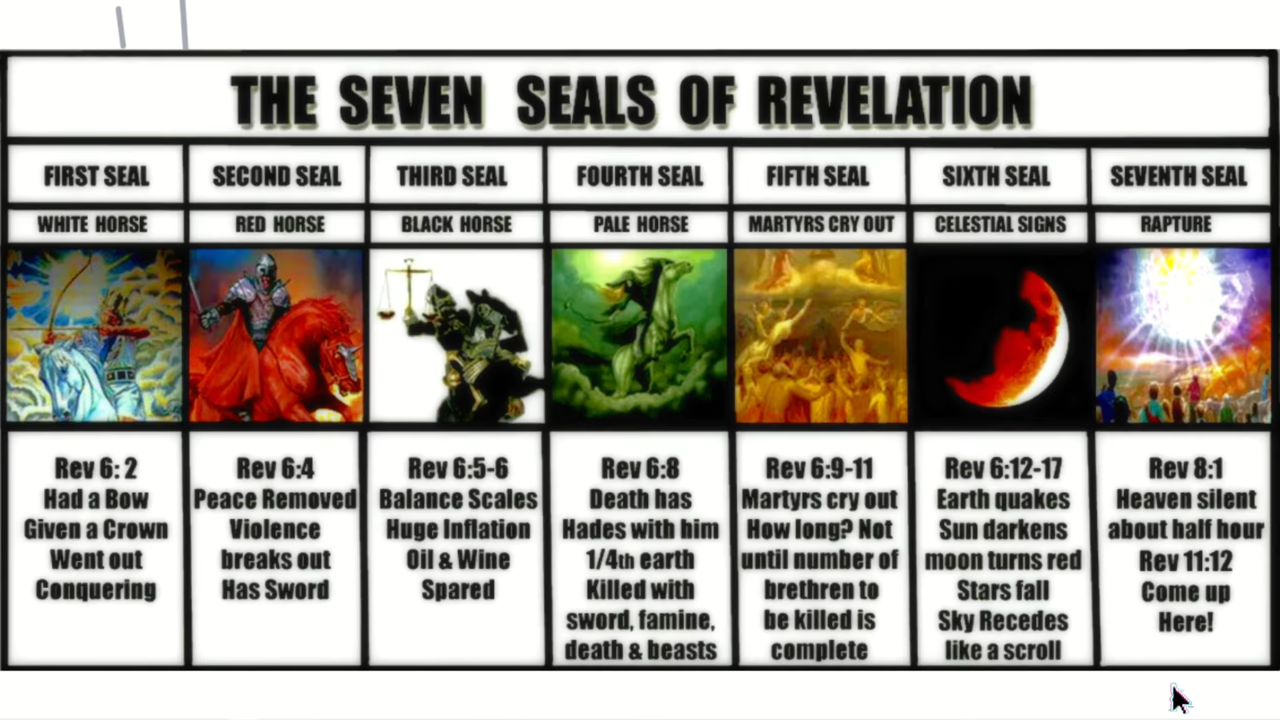 THE SEVEN SEALS OF REVELATION
FIRST SEAL
SECOND SEAL
THIRD SEAL
FOURTH SEAL
FIFTH SEAL
SIXTH SEAL
SEVENTH SEAL
WHITE HORSE
RED HORSE
BLACK HORSE
PALE HORSE
MARTYRS CRY OUT
CELESTIAL SIGNS
RAPTURE
Rev 6: 2
Had a Bow
Given a Crown
Went out
Conquering
Rev 6:4
Peace Removed
Violence
breaks out
Has Sword
Rev 6:5-6
Balance Scales
Huge Inflation
Oil & Wine
Spared
Rev 6:8
Death has
Hades with him
1/4th earth
Killed with
sword, famine,
death & beasts
Rev 6:9-11
Martyrs cry out
How long? Not
until number of
brethren to
be killed is
complete
Rev 6:12-17
Earth quakes
Sun darkens
moon turns red
Stars fall
Sky Recedes
like a scroll
Rev 8:1
Heaven silent
about half hour
Rev 11:12
Come up
Here!